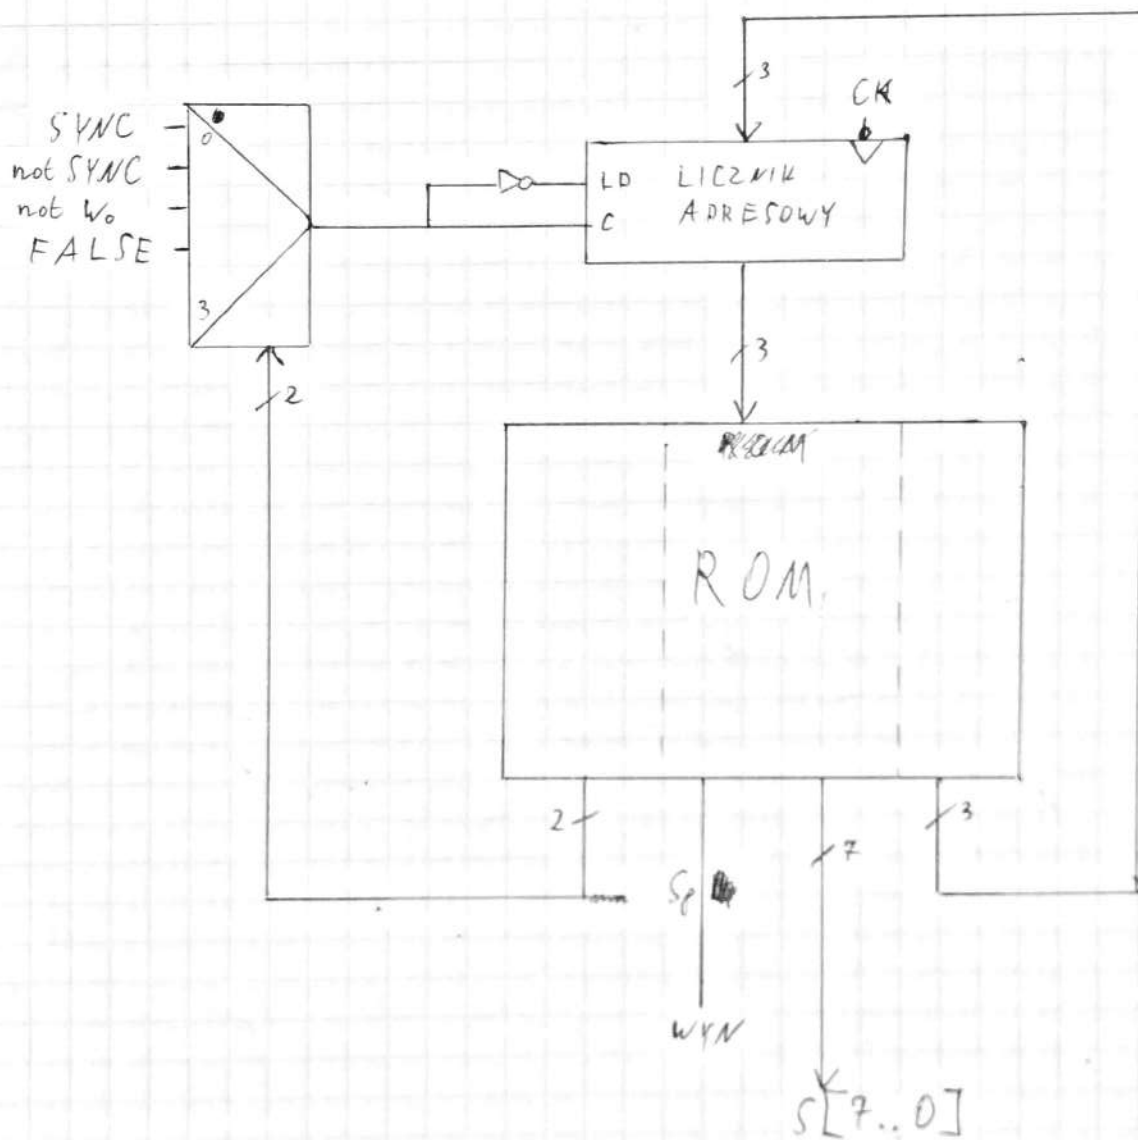 3
CK
SYNC
0
not SYNC
LD LICZNIK
not W₀
C ADRESOWY
FALSE
3
3
2
ROM
2
3
7
S₈
WYN
S[7..0]